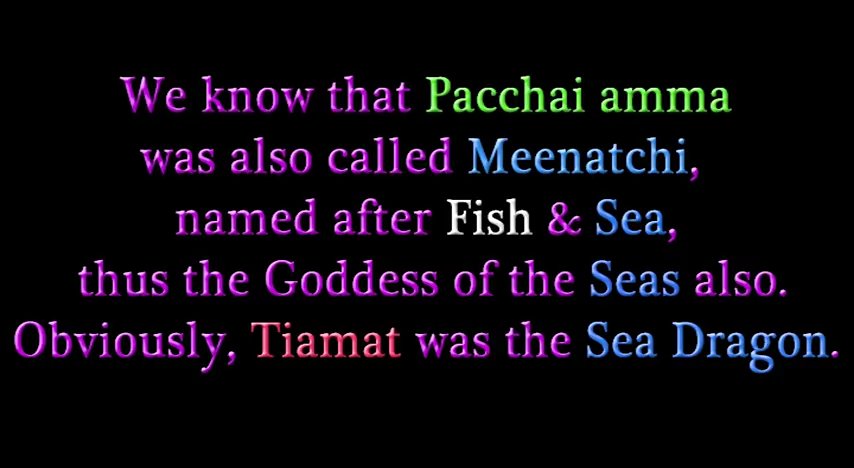 We know that Pacchai amma
was also called Meenatchi,
named after Fish & Sea,
thus the Goddess of the Seas also.
Obviously, Tiamat was the Sea Dragon.